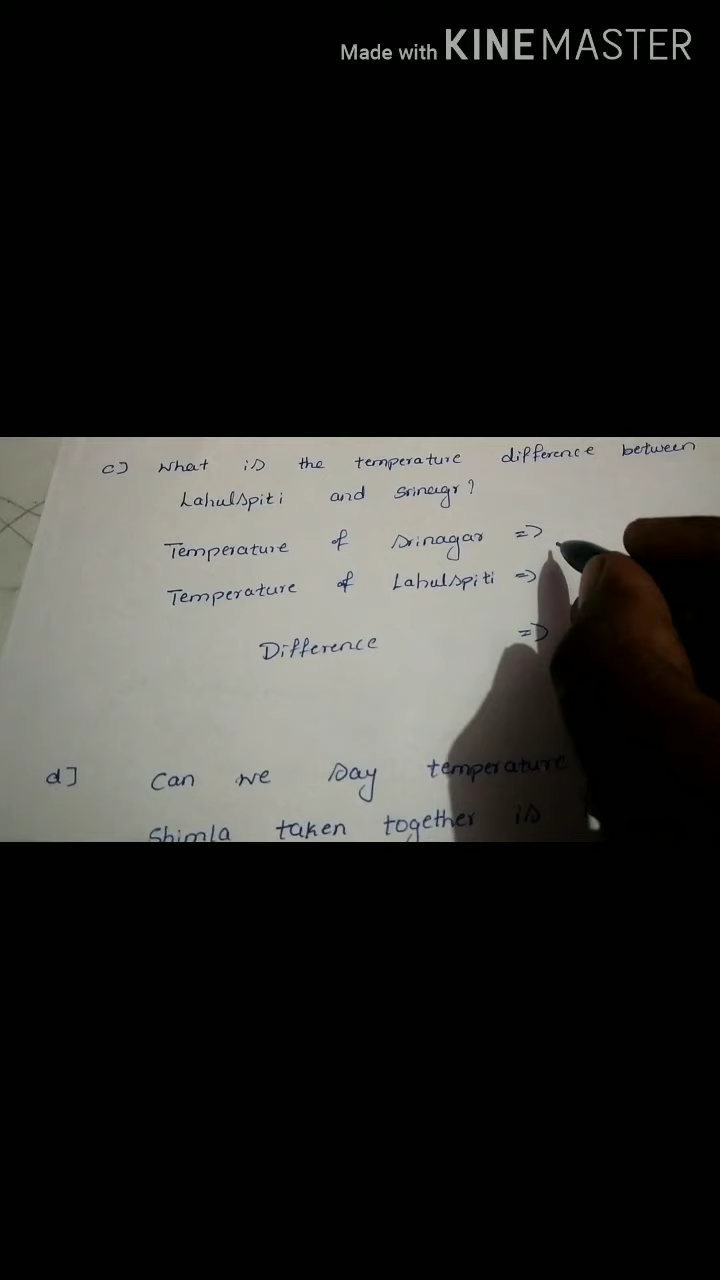 Made with KINEMASTER
c] What is the temperature difference between
Lahulspiti and srinagr?
Temperature of srinagar =>
Temperature of Lahulspiti =>
Difference =>
d] Can we say temperature
Shimla taken together is